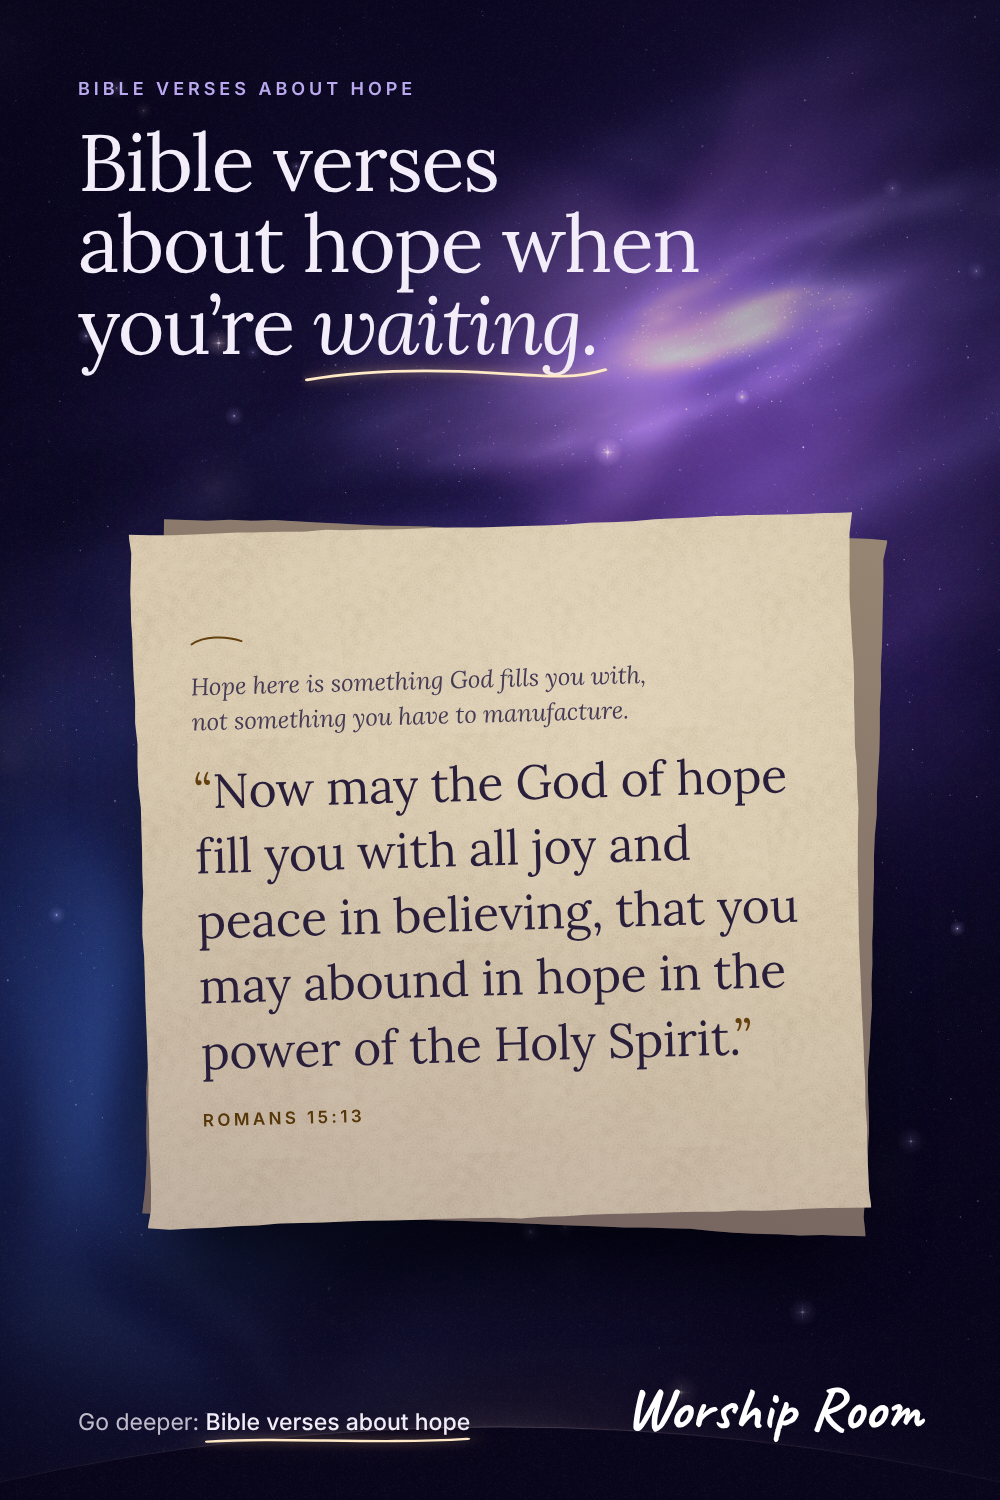 BIBLE VERSES ABOUT HOPE
Bible verses
about hope when
you’re waiting.
Hope here is something God fills you with,
not something you have to manufacture.
“Now may the God of hope
fill you with all joy and
peace in believing, that you
may abound in hope in the
power of the Holy Spirit.”
ROMANS 15:13
Go deeper: Bible verses about hope
Worship Room